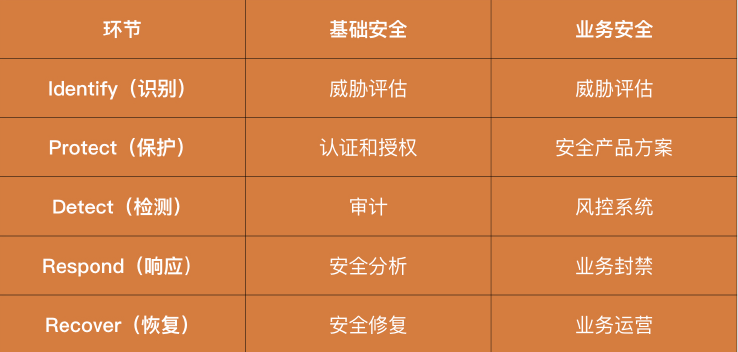 环节 基础安全 业务安全
Identify（识别） 威胁评估 威胁评估
Protect（保护） 认证和授权 安全产品方案
Detect（检测） 审计 风控系统
Respond（响应） 安全分析 业务封禁
Recover（恢复） 安全修复 业务运营